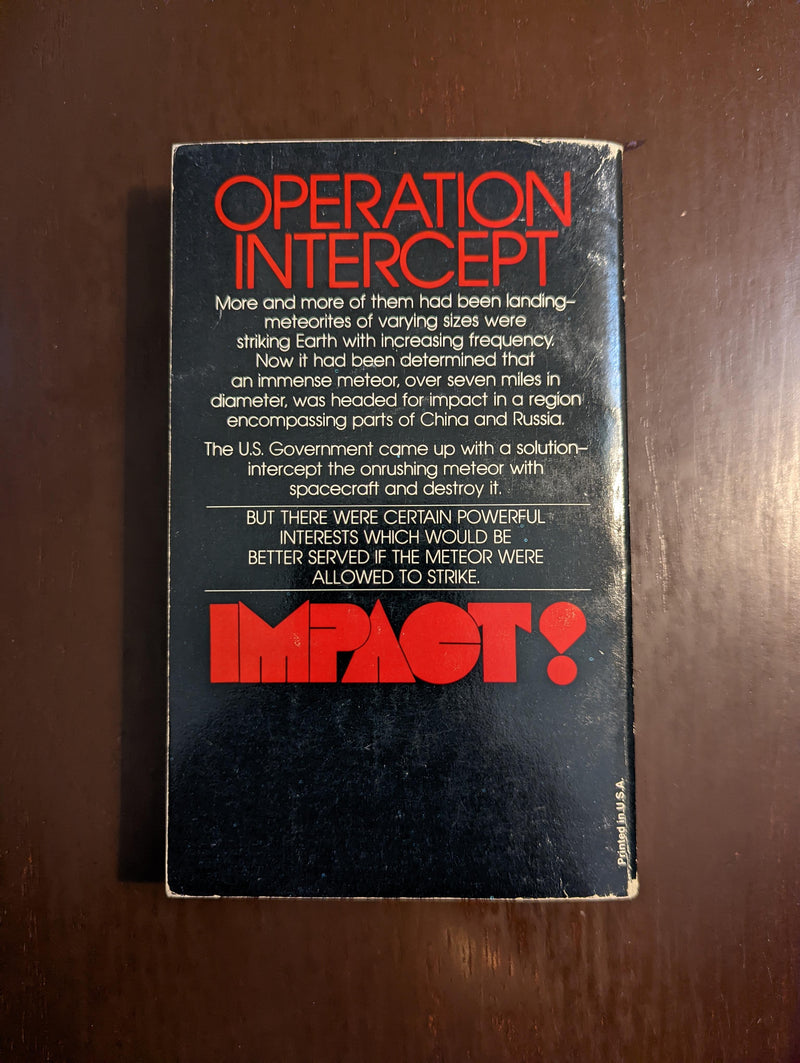 OPERATION
INTERCEPT
More and more of them had been landing–
meteorites of varying sizes were
striking Earth with increasing frequency.
Now it had been determined that
an immense meteor, over seven miles in
diameter, was headed for impact in a region
encompassing parts of China and Russia.
The U.S. Government came up with a solution–
intercept the onrushing meteor with
spacecraft and destroy it.
BUT THERE WERE CERTAIN POWERFUL
INTERESTS WHICH WOULD BE
BETTER SERVED IF THE METEOR WERE
ALLOWED TO STRIKE.
IMPACT!
Printed in U.S.A.